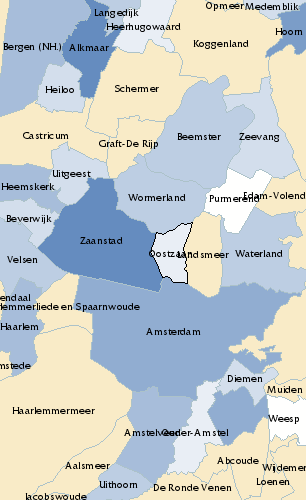 Opmeer
Medemblik
Langedijk
Heerhugowaard
Hoorn
Bergen (NH.)
Alkmaar
Koggenland
Heiloo
Schermer
Castricum
Graft-De Rijp
Beemster
Zeevang
Uitgeest
Heemskerk
Wormerland
Purmerend
Edam-Volend
Beverwijk
Zaanstad
Velsen
Oostzaan
Landsmeer
Waterland
endaal
lemmerliede en Spaarnwoude
Haarlem
Amsterdam
mstede
Diemen
Muiden
Haarlemmermeer
Weesp
Amstelveen
Ouder-Amstel
Aalsmeer
Abcoude
Wijdemer
Uithoorn
De Ronde Venen
Loenen
Jacobswoude